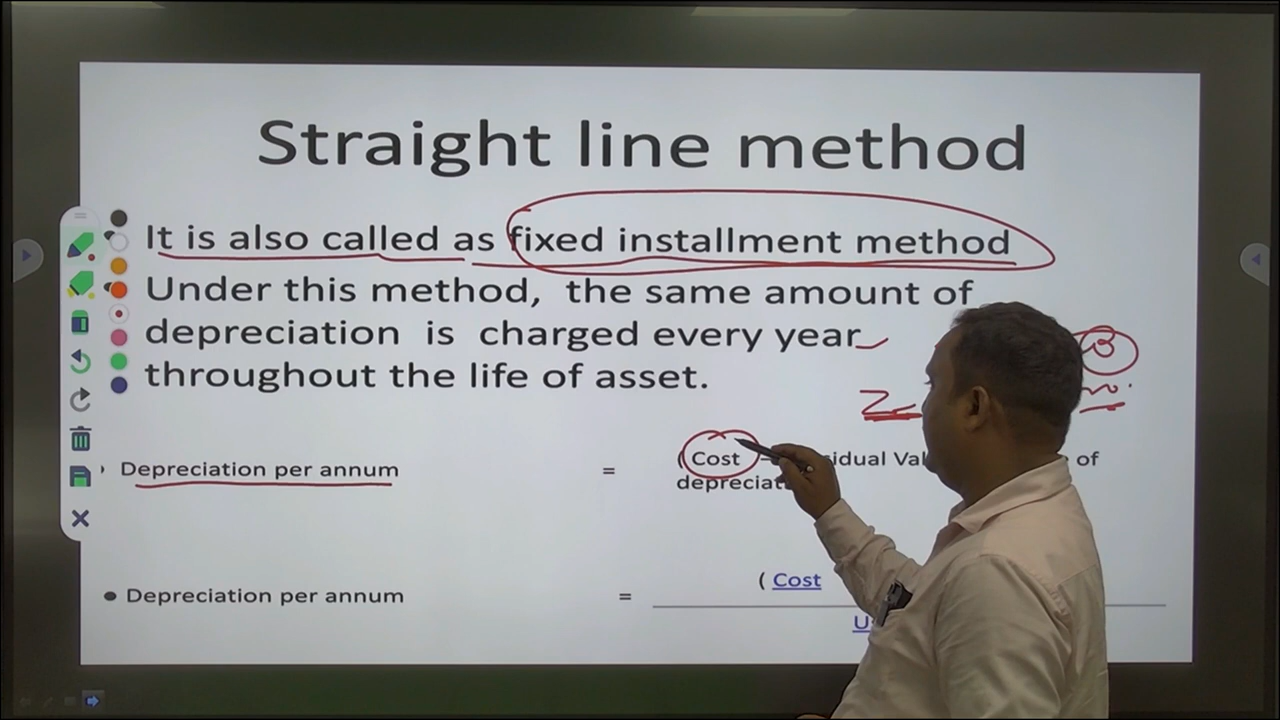 Straight line method
It is also called as fixed installment method
Under this method, the same amount of
depreciation is charged every year
throughout the life of asset.
Depreciation per annum = (Cost of
Depreciation per annum = ( Cost